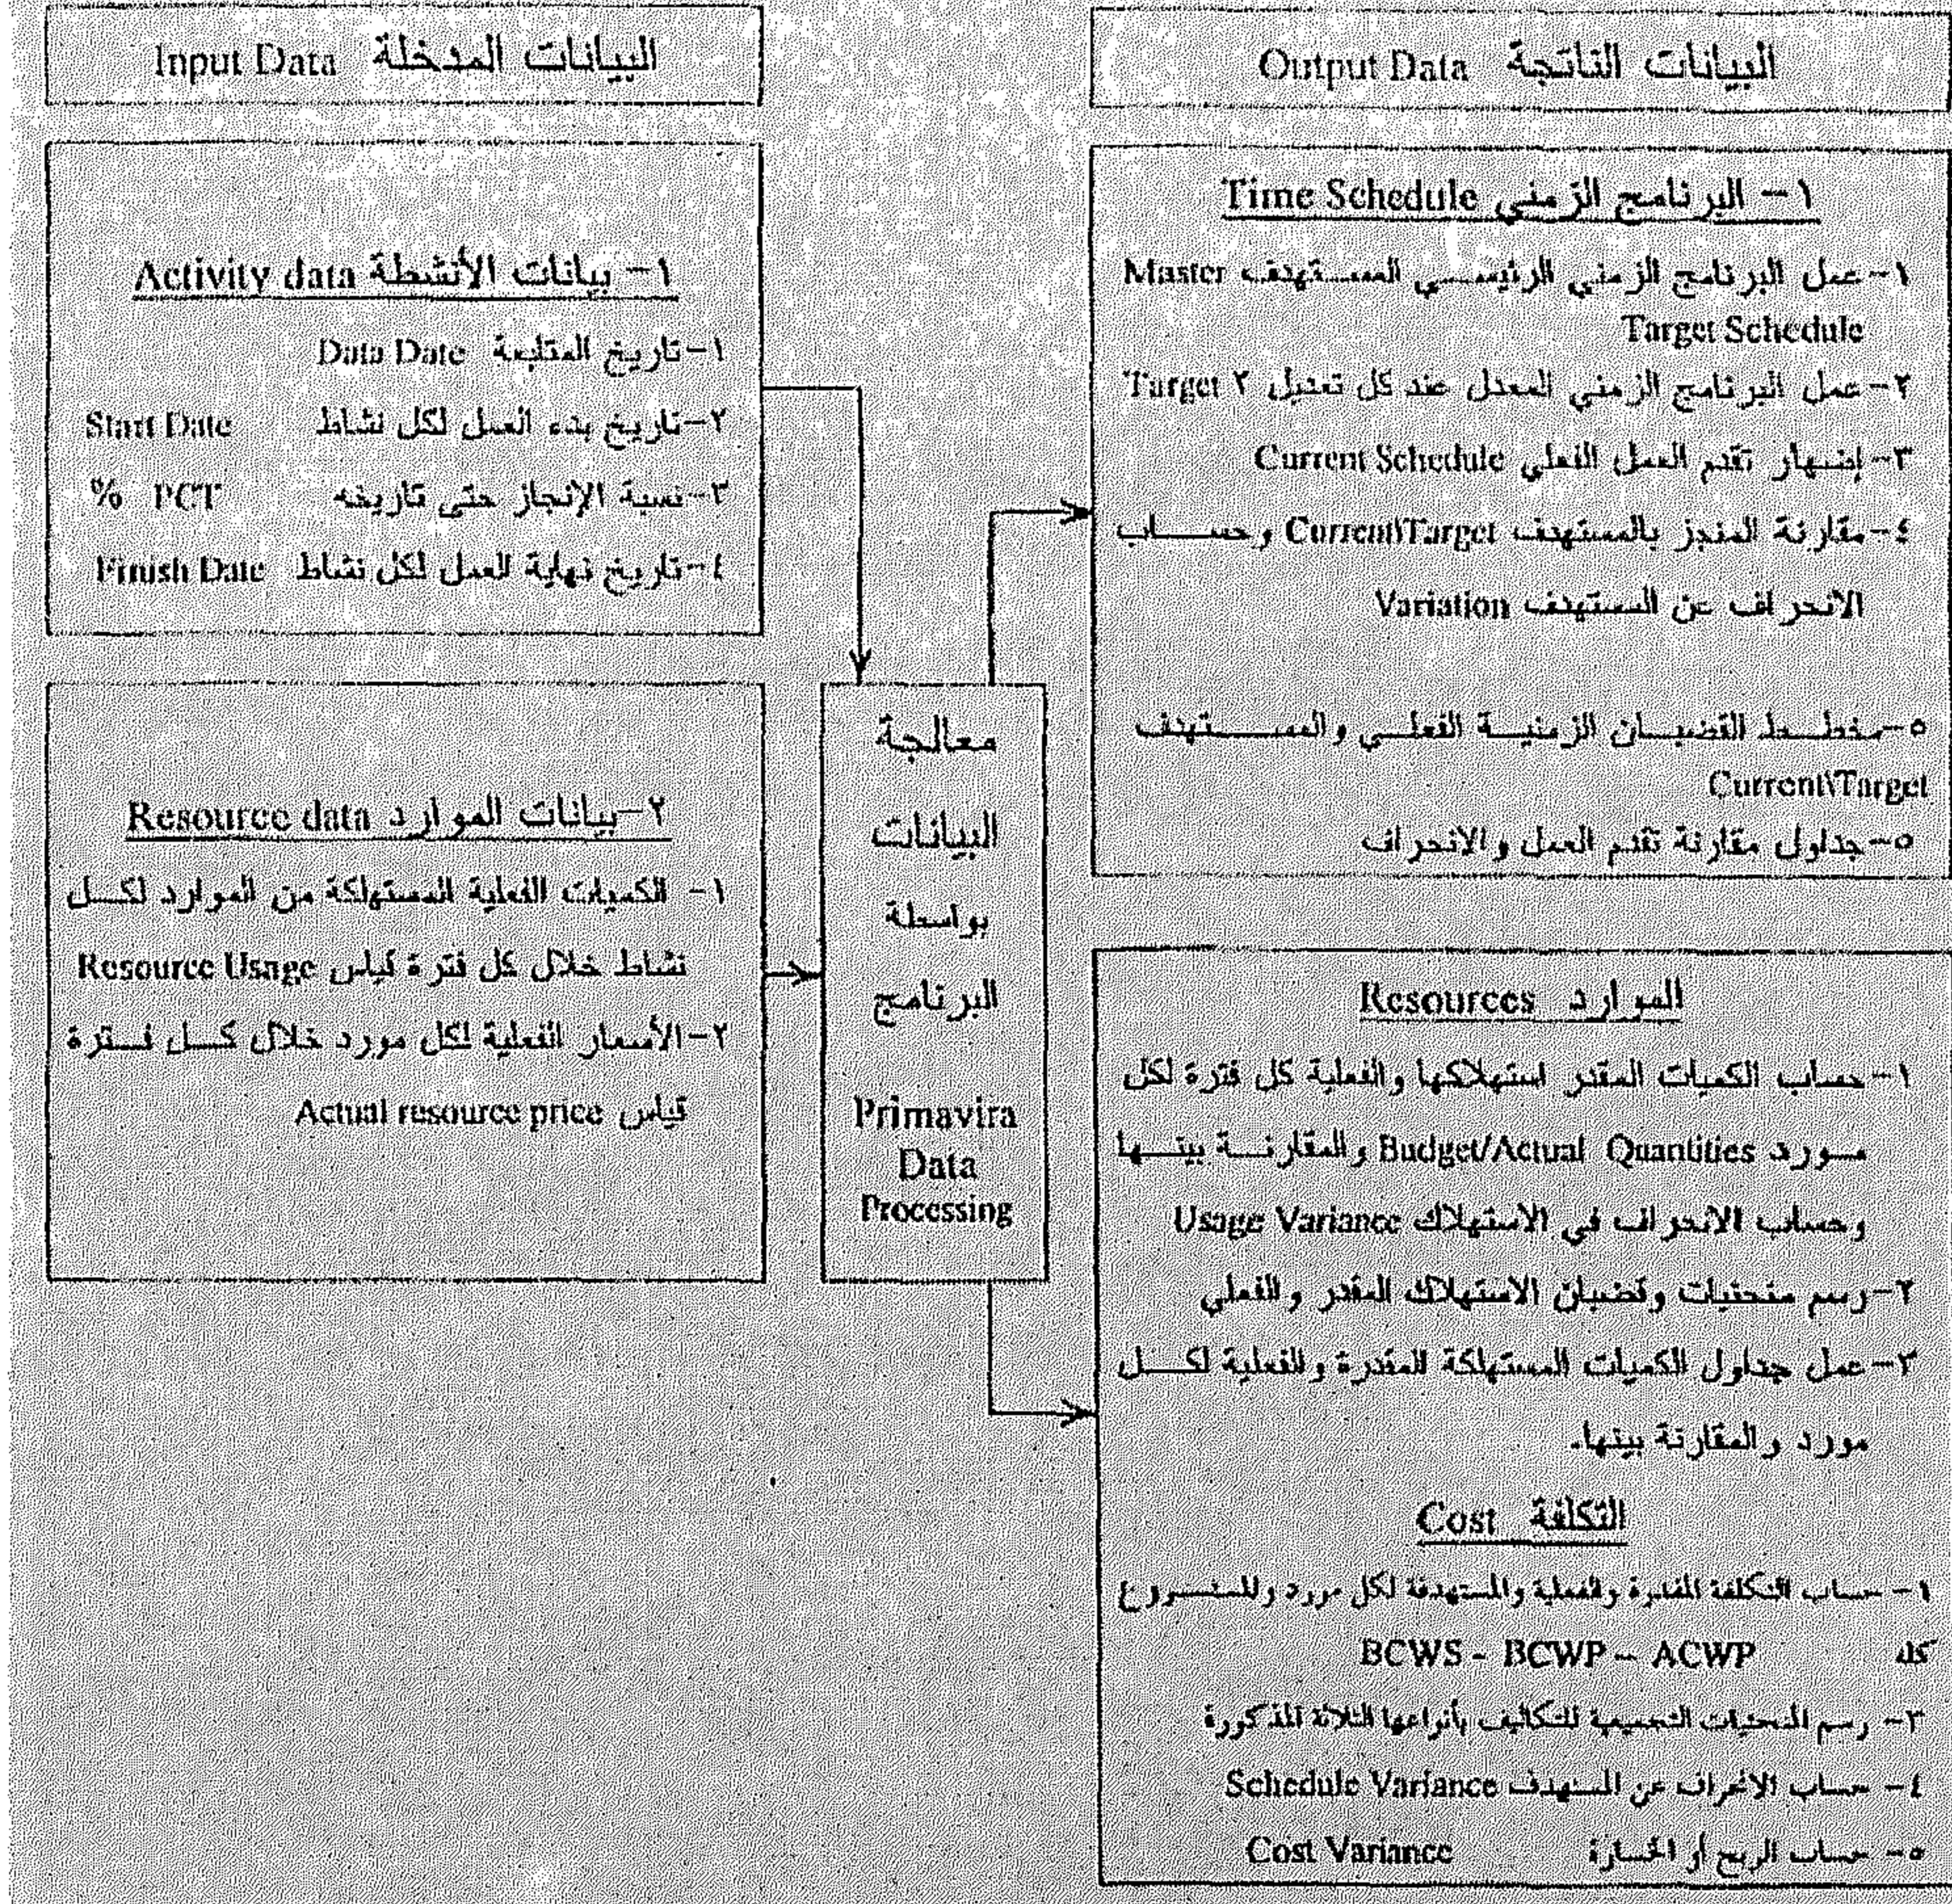 البيانات المدخلة Input Data
١- بيانات الأنشطة Activity data
١-تاريخ المتابعة Data Date
٢-تاريخ بدء العمل لكل نشاط Start Date
٣-نسبة الإنجاز حتى تاريخه PCT %
٤-تاريخ نهاية العمل لكل نشاط Finish Date
٢-بيانات الموارد Resource data
١- الكميات الفعلية المستهلكة من الموارد لكل
نشاط خلال كل فترة قياس Resource Usage
٢-الأسعار الفعلية لكل مورد خلال كل فترة
قياس Actual resource price
معالجة
البيانات
بواسطة
البرنامج
Primavira
Data
Processing
البيانات الناتجة Output Data
١- البرنامج الزمني Time Schedule
١-عمل البرنامج الزمني الرئيسي المستهدف Master
Target Schedule
٢-عمل البرنامج الزمني المعدل عند كل تعديل Target ٢
٣-إضهار تقدم العمل الفعلي Current Schedule
٤-مقارنة المنجز بالمستهدف Current\Target وحساب
الانحراف عن المستهدف Variation
٥-مخطط القضبان الزمنية الفعلي والمستهدف
Current\Target
٥-جداول مقارنة تقدم العمل والانحراف
الموارد Resources
١-حساب الكميات المقدر استهلاكها والفعلية كل فترة لكل
مورد Budget/Actual Quantities والمقارنة بينها
وحساب الانحراف في الاستهلاك Usage Variance
٢-رسم منحنيات وقضبان الاستهلاك المقدر والفعلي
٣-عمل جداول الكميات المستهلكة المقدرة والفعلية لكل
مورد والمقارنة بينها.
التكلفة Cost
١- حساب التكلفة المقدرة والفعلية والمستهدفة لكل مورد وللمشروع
كله BCWS - BCWP - ACWP
٣- رسم المنحنيات التجميعية للتكاليف بأنواعها الثلاثة المذكورة
٤- حساب الانحراف عن المستهدف Schedule Variance
٥- حساب الربح أو الخسارة Cost Variance